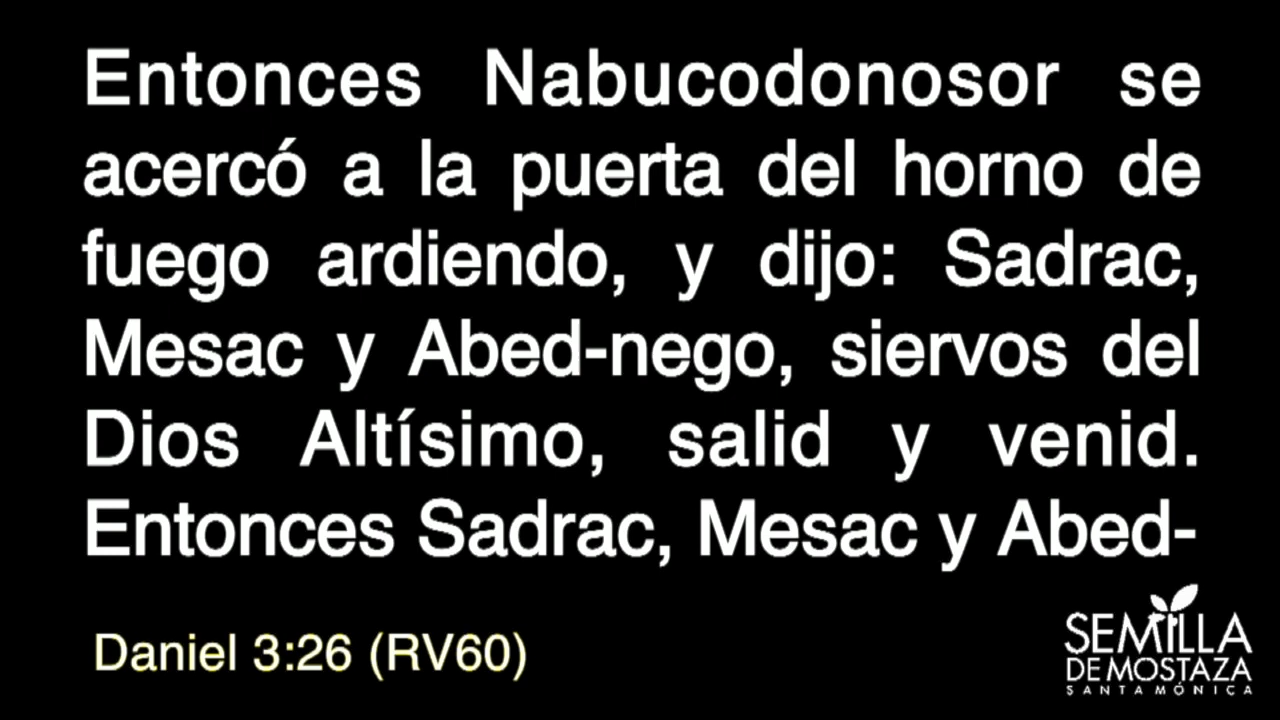 Entonces Nabucodonosor se
acercó a la puerta del horno de
fuego ardiendo, y dijo: Sadrac,
Mesac y Abed-nego, siervos del
Dios Altísimo, salid y venid.
Entonces Sadrac, Mesac y Abed-
Daniel 3:26 (RV60)
SEMILLA
DE MOSTAZA
SANTA MÓNICA